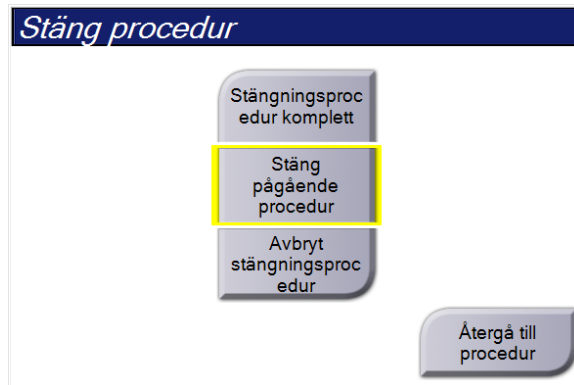 Stäng procedur
Stängningsproc
edur komplett
Stäng
pågående
procedur
Avbryt
stängningsproc
edur
Återgå till
procedur